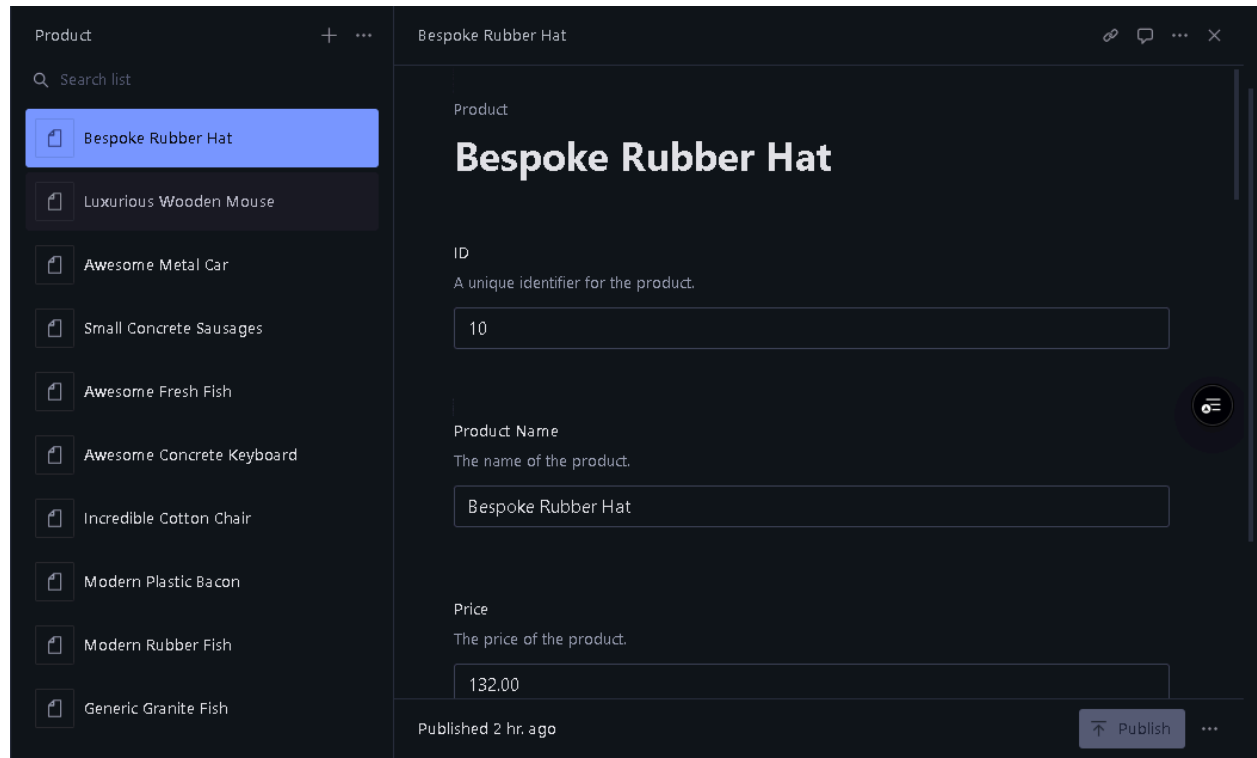 Product
Search list
Bespoke Rubber Hat
Luxurious Wooden Mouse
Awesome Metal Car
Small Concrete Sausages
Awesome Fresh Fish
Awesome Concrete Keyboard
Incredible Cotton Chair
Modern Plastic Bacon
Modern Rubber Fish
Generic Granite Fish
Bespoke Rubber Hat
Product
Bespoke Rubber Hat
ID
A unique identifier for the product.
10
Product Name
The name of the product.
Bespoke Rubber Hat
Price
The price of the product.
132.00
Published 2 hr. ago
Publish